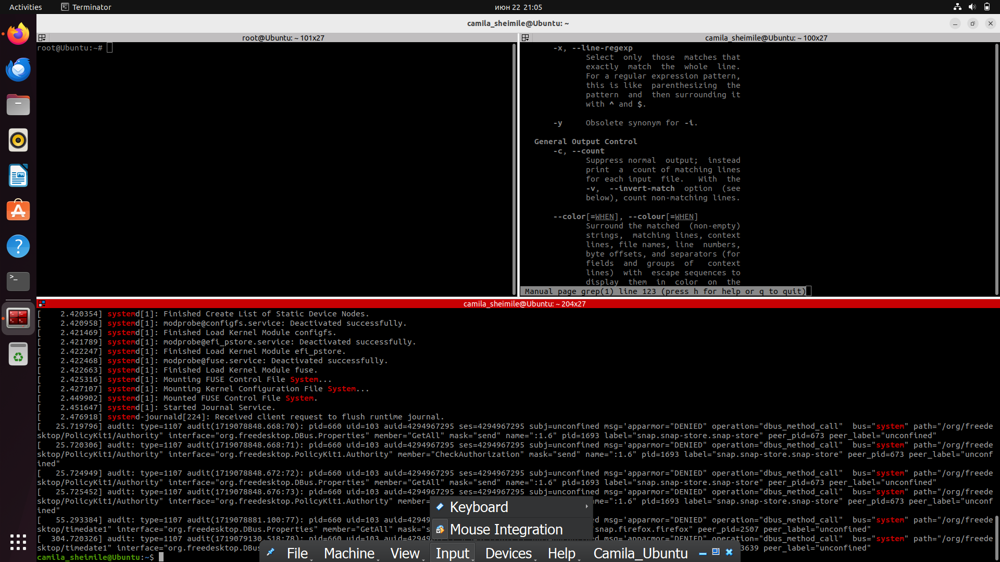 Activities
Terminator
июн 22 21:05
camila_sheimile@Ubuntu: ~
root@Ubuntu: ~ 101x27
root@Ubuntu:~#
camila_sheimile@Ubuntu: ~ 100x27
-x, --line-regexp
Select only those matches that
exactly match the whole line.
For a regular expression pattern,
this is like parenthesizing the
pattern and then surrounding it
with ^ and $.
-y Obsolete synonym for -i.
General Output Control
-c, --count
Suppress normal output; instead
print a count of matching lines
for each input file. With the
-v, --invert-match option (see
below), count non-matching lines.
--color[=WHEN], --colour[=WHEN]
Surround the matched (non-empty)
strings, matching lines, context
lines, file names, line numbers,
byte offsets, and separators (for
fields and groups of context
lines) with escape sequences to
display them in color on the
Manual page grep(1) line 123 (press h for help or q to quit)
camila_sheimile@Ubuntu: ~ 204x27
[    2.420354] systemd[1]: Finished Create List of Static Device Nodes.
[    2.420958] systemd[1]: modprobe@configfs.service: Deactivated successfully.
[    2.421469] systemd[1]: Finished Load Kernel Module configfs.
[    2.421789] systemd[1]: modprobe@efi_pstore.service: Deactivated successfully.
[    2.422247] systemd[1]: Finished Load Kernel Module efi_pstore.
[    2.422468] systemd[1]: modprobe@fuse.service: Deactivated successfully.
[    2.422663] systemd[1]: Finished Load Kernel Module fuse.
[    2.425316] systemd[1]: Mounting FUSE Control File System...
[    2.427107] systemd[1]: Mounting Kernel Configuration File System...
[    2.449902] systemd[1]: Mounted FUSE Control File System.
[    2.451647] systemd[1]: Started Journal Service.
[    2.476918] systemd-journald[224]: Received client request to flush runtime journal.
[   25.719796] audit: type=1107 audit(1719078848.668:70): pid=660 uid=103 auid=4294967295 ses=4294967295 subj=unconfined msg='apparmor="DENIED" operation="dbus_method_call"  bus="system" path="/org/freede
sktop/PolicyKit1/Authority" interface="org.freedesktop.DBus.Properties" member="GetAll" mask="send" name=":1.6" pid=1693 label="snap.snap-store.snap-store" peer_pid=673 peer_label="unconfined"
[   25.720306] audit: type=1107 audit(1719078848.668:71): pid=660 uid=103 auid=4294967295 ses=4294967295 subj=unconfined msg='apparmor="DENIED" operation="dbus_method_call"  bus="system" path="/org/freede
sktop/PolicyKit1/Authority" interface="org.freedesktop.PolicyKit1.Authority" member="CheckAuthorization" mask="send" name=":1.6" pid=1693 label="snap.snap-store.snap-store" peer_pid=673 peer_label="unconf
ined"
[   25.724949] audit: type=1107 audit(1719078848.672:72): pid=660 uid=103 auid=4294967295 ses=4294967295 subj=unconfined msg='apparmor="DENIED" operation="dbus_method_call"  bus="system" path="/org/freede
sktop/PolicyKit1/Authority" interface="org.freedesktop.DBus.Properties" member="GetAll" mask="send" name=":1.6" pid=1693 label="snap.snap-store.snap-store" peer_pid=673 peer_label="unconfined"
[   25.725452] audit: type=1107 audit(1719078848.676:73): pid=660 uid=103 auid=4294967295 ses=4294967295 subj=unconfined msg='apparmor="DENIED" operation="dbus_method_call"  bus="system" path="/org/freede
sktop/PolicyKit1/Authority" interface="org.freedesktop.PolicyKit1.Authority" member= me=":1.6" pid=1693 label="snap.snap-store.snap-store" peer_pid=673 peer_label="unconf
ined"
[   55.293384] audit: type=1107 audit(1719078881.100:77): pid=660 uid=103 auid=42949 d msg='apparmor="DENIED" operation="dbus_method_call"  bus="system" path="/org/freede
sktop/timedate1" interface="org.freedesktop.DBus.Properties" member="GetAll" mask="s snap.firefox.firefox" peer_pid=2507 peer_label="unconfined"
[  304.720326] audit: type=1107 audit(1719079130.518:78): pid=660 uid=103 auid=42949 d msg='apparmor="DENIED" operation="dbus_method_call"  bus="system" path="/org/freede
sktop/timedate1" interface="org.freedesktop.DBus 3639 peer_label="unconfined"
camila_sheimile@Ubuntu:~$
Keyboard
Mouse Integration
File Machine View Input Devices Help Camila_Ubuntu